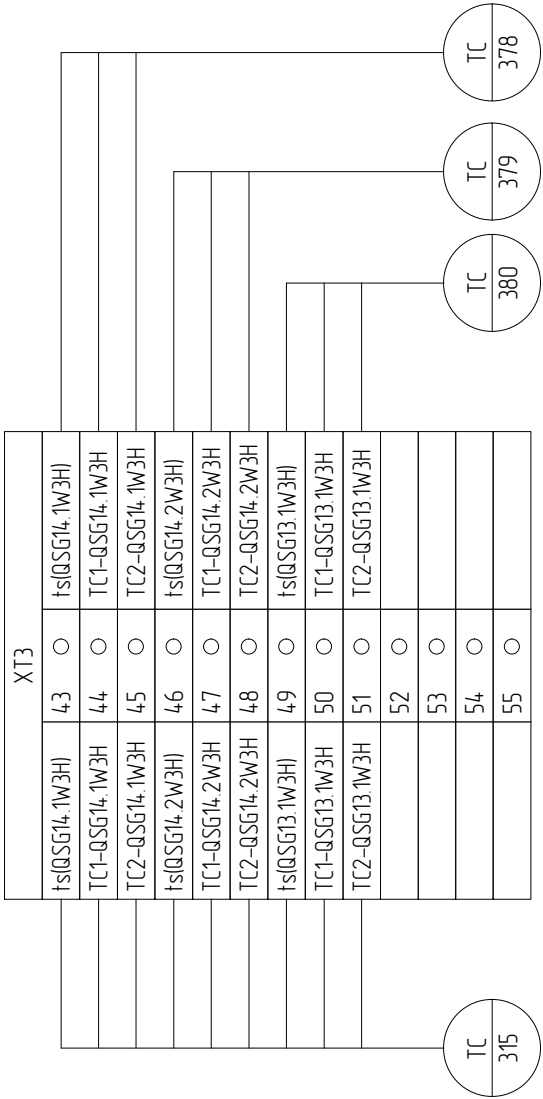 XT3
ts(QSG14.1W3H) 43 ts(QSG14.1W3H)
TC1-QSG14.1W3H 44 TC1-QSG14.1W3H
TC2-QSG14.1W3H 45 TC2-QSG14.1W3H
ts(QSG14.2W3H) 46 ts(QSG14.2W3H)
TC1-QSG14.2W3H 47 TC1-QSG14.2W3H
TC2-QSG14.2W3H 48 TC2-QSG14.2W3H
ts(QSG13.1W3H) 49 ts(QSG13.1W3H)
TC1-QSG13.1W3H 50 TC1-QSG13.1W3H
TC2-QSG13.1W3H 51 TC2-QSG13.1W3H
52
53
54
55
TC
315
TC
380
TC
379
TC
378